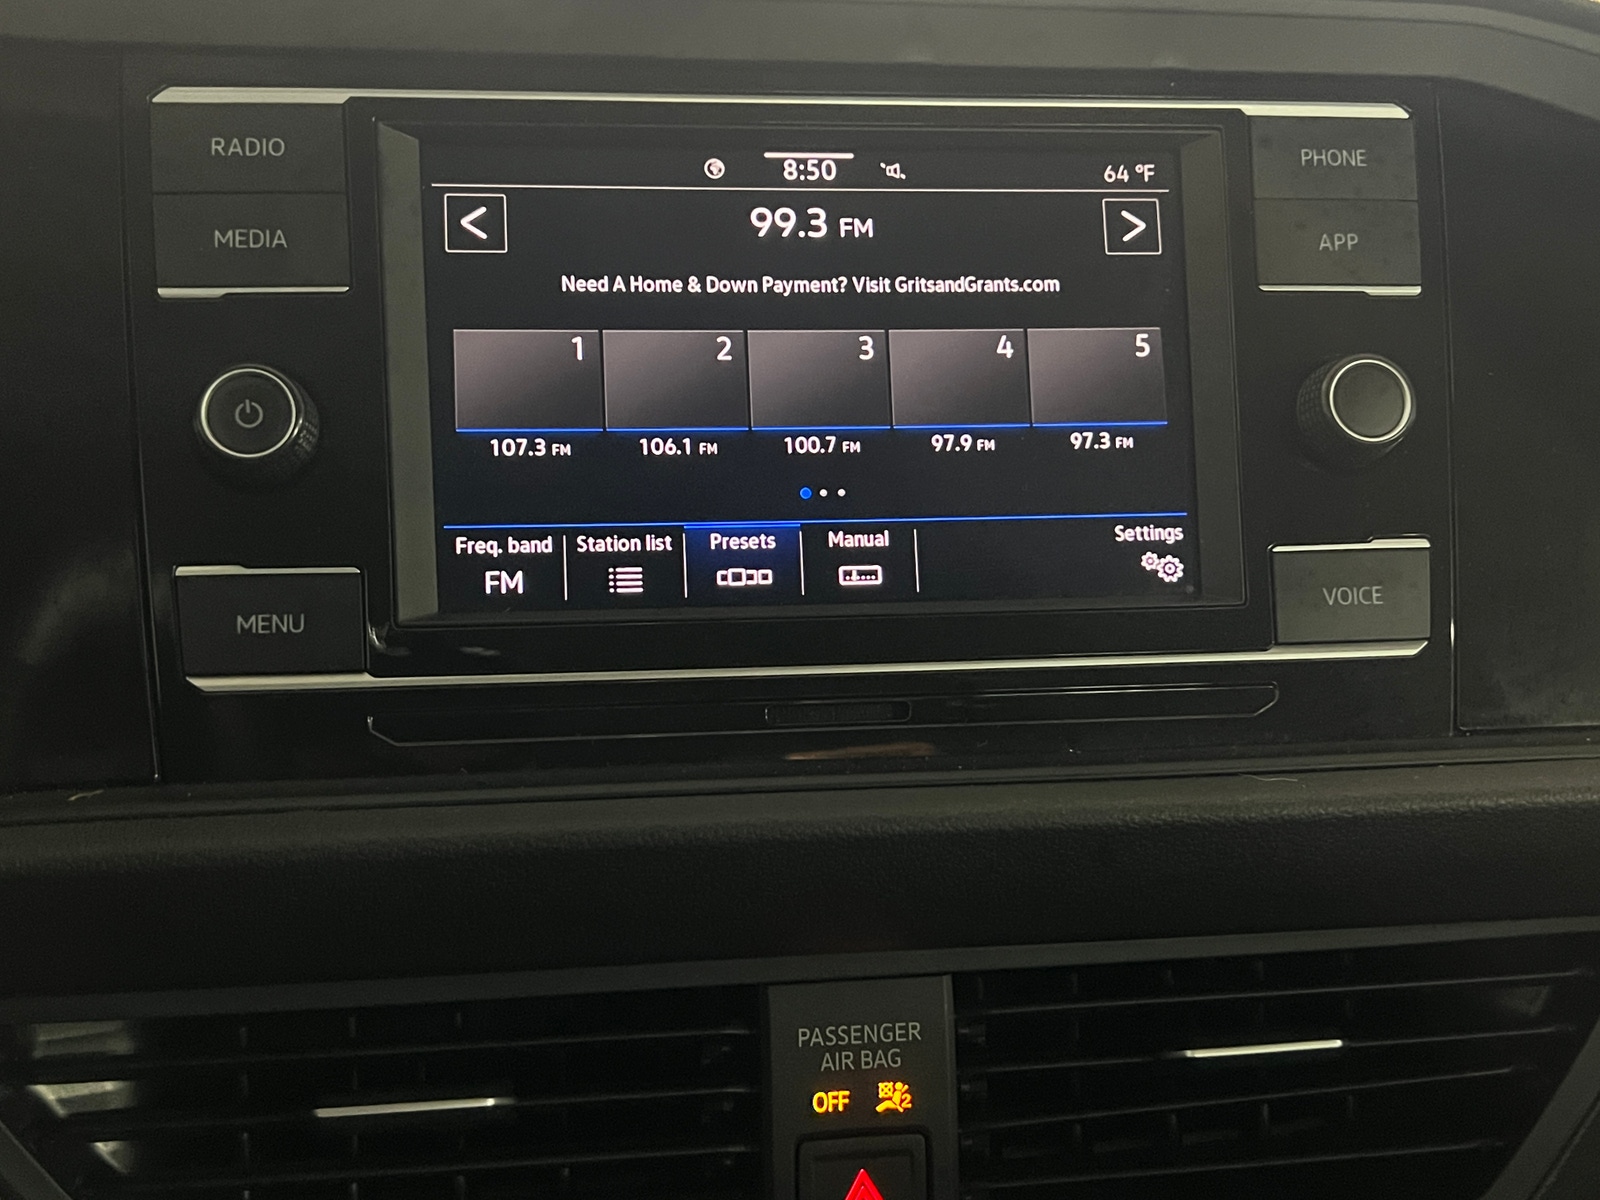 RADIO
MEDIA
MENU
PHONE
APP
VOICE
8:50
64 °F
<
99.3 FM
>
Need A Home & Down Payment? Visit GritsandGrants.com
1 2 3 4 5
107.3 FM 106.1 FM 100.7 FM 97.9 FM 97.3 FM
Freq. band Station list Presets Manual Settings
FM
PASSENGER
AIR BAG
OFF
2